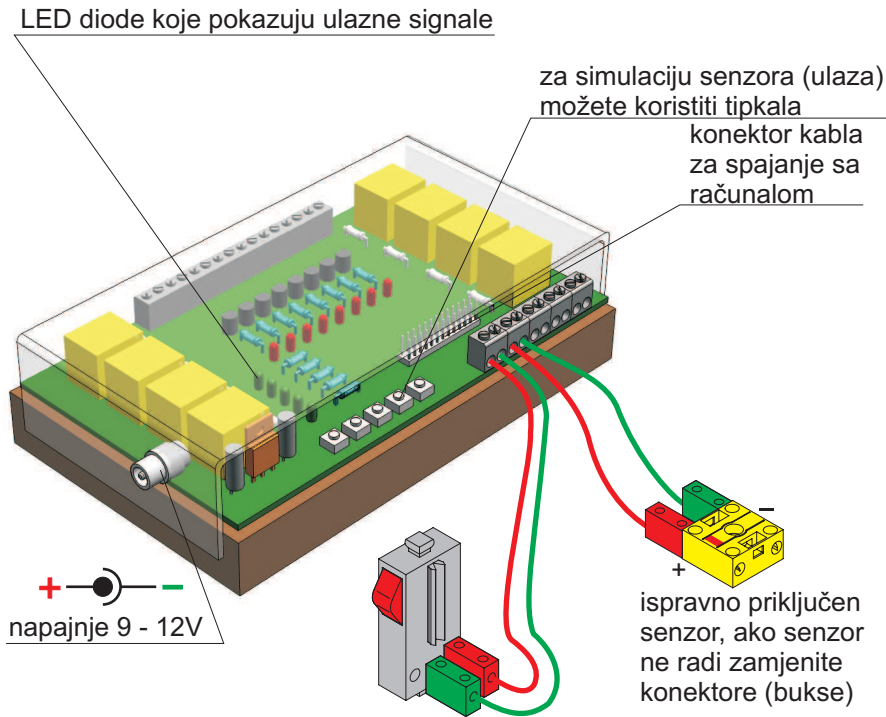 LED diode koje pokazuju ulazne signale
za simulaciju senzora (ulaza)
možete koristiti tipkala
konektor kabla
za spajanje sa
računalom
+ −
napajnje 9 - 12V
−
+
ispravno priključen
senzor, ako senzor
ne radi zamjenite
konektore (bukse)